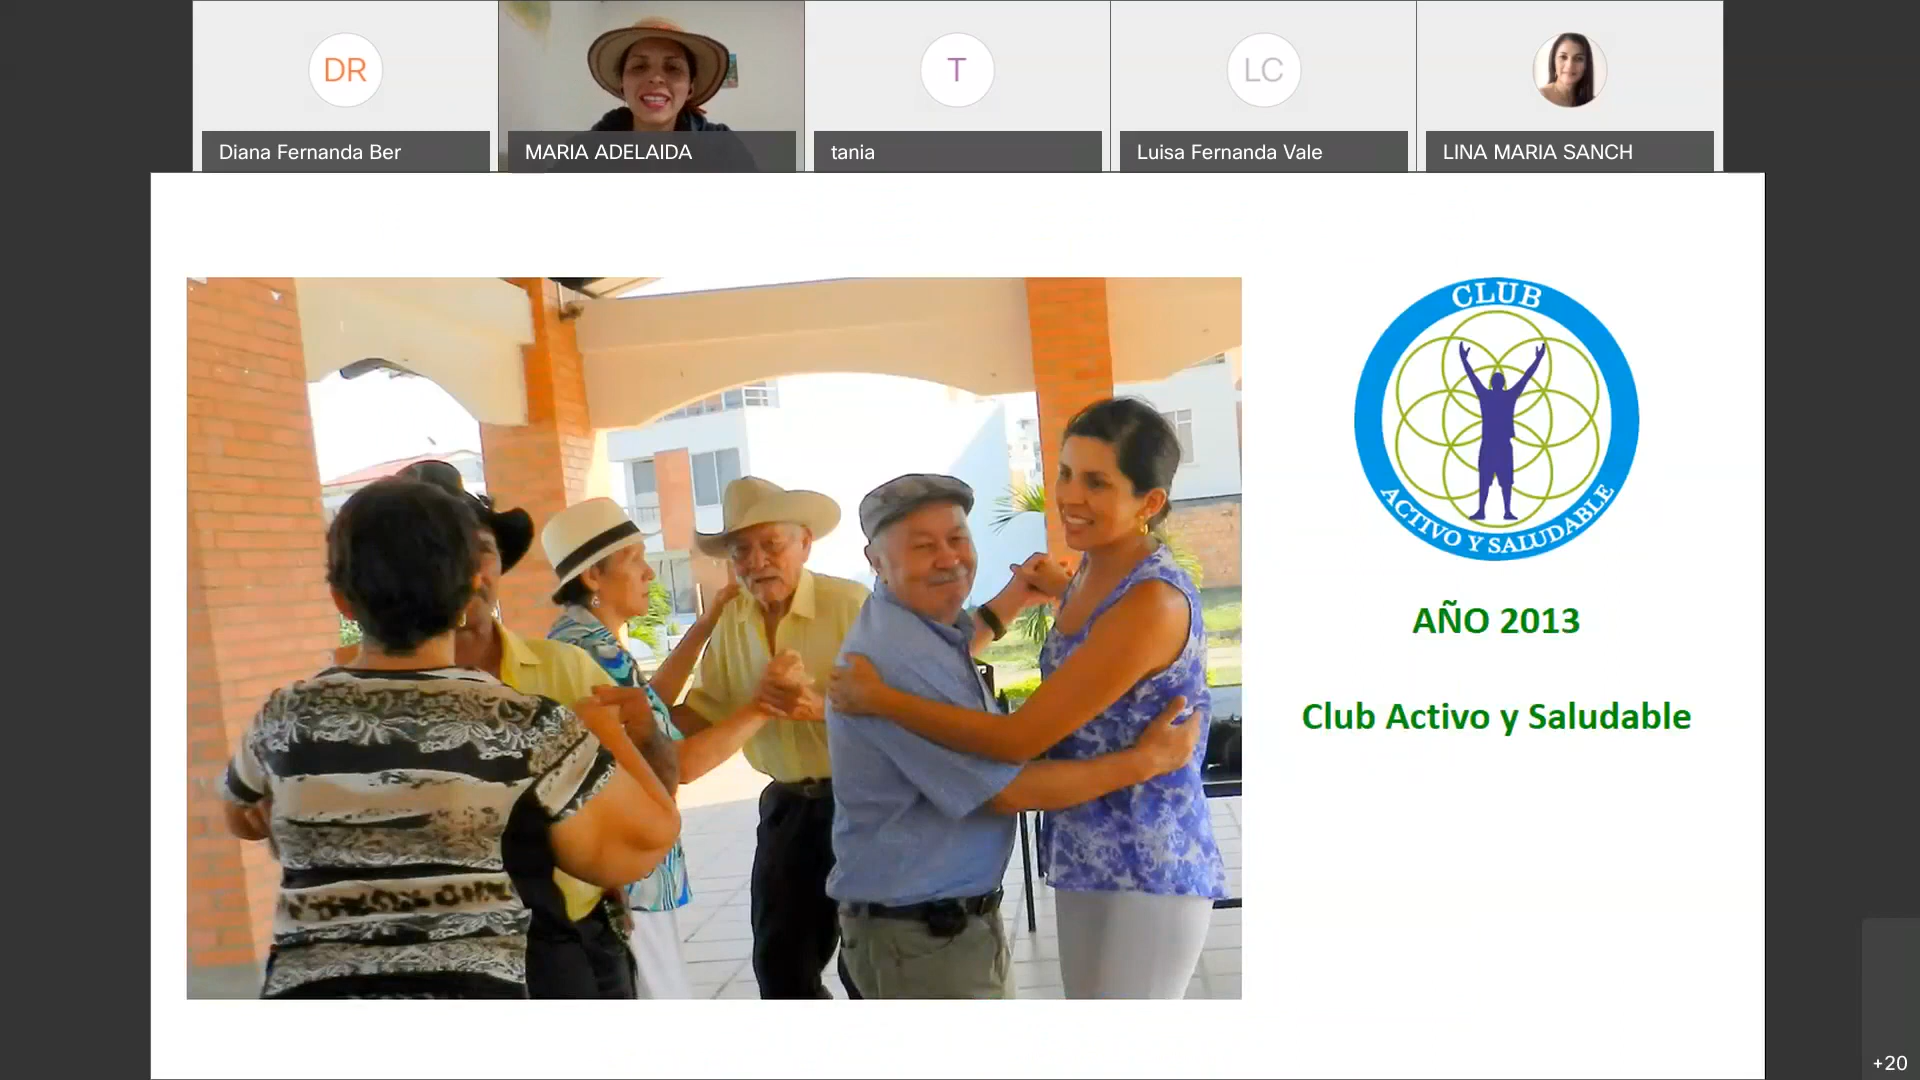 DR
T
LC
Diana Fernanda Ber
MARIA ADELAIDA
tania
Luisa Fernanda Vale
LINA MARIA SANCH
CLUB
ACTIVO Y SALUDABLE
AÑO 2013
Club Activo y Saludable
+20